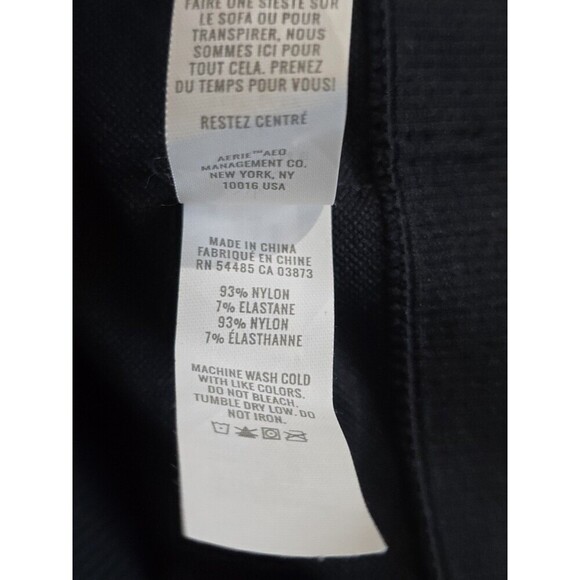 FAIRE UNE SIESTE SUR
LE SOFA OU POUR
TRANSPIRER, NOUS
SOMMES ICI POUR
TOUT CELA. PRENEZ
DU TEMPS POUR VOUS!
RESTEZ CENTRÉ
AERIE™AEO
MANAGEMENT CO.
NEW YORK, NY
10016 USA
MADE IN CHINA
FABRIQUÉ EN CHINE
RN 54485 CA 03873
93% NYLON
7% ELASTANE
93% NYLON
7% ÉLASTHANNE
MACHINE WASH COLD
WITH LIKE COLORS.
DO NOT BLEACH.
TUMBLE DRY LOW. DO
NOT IRON.